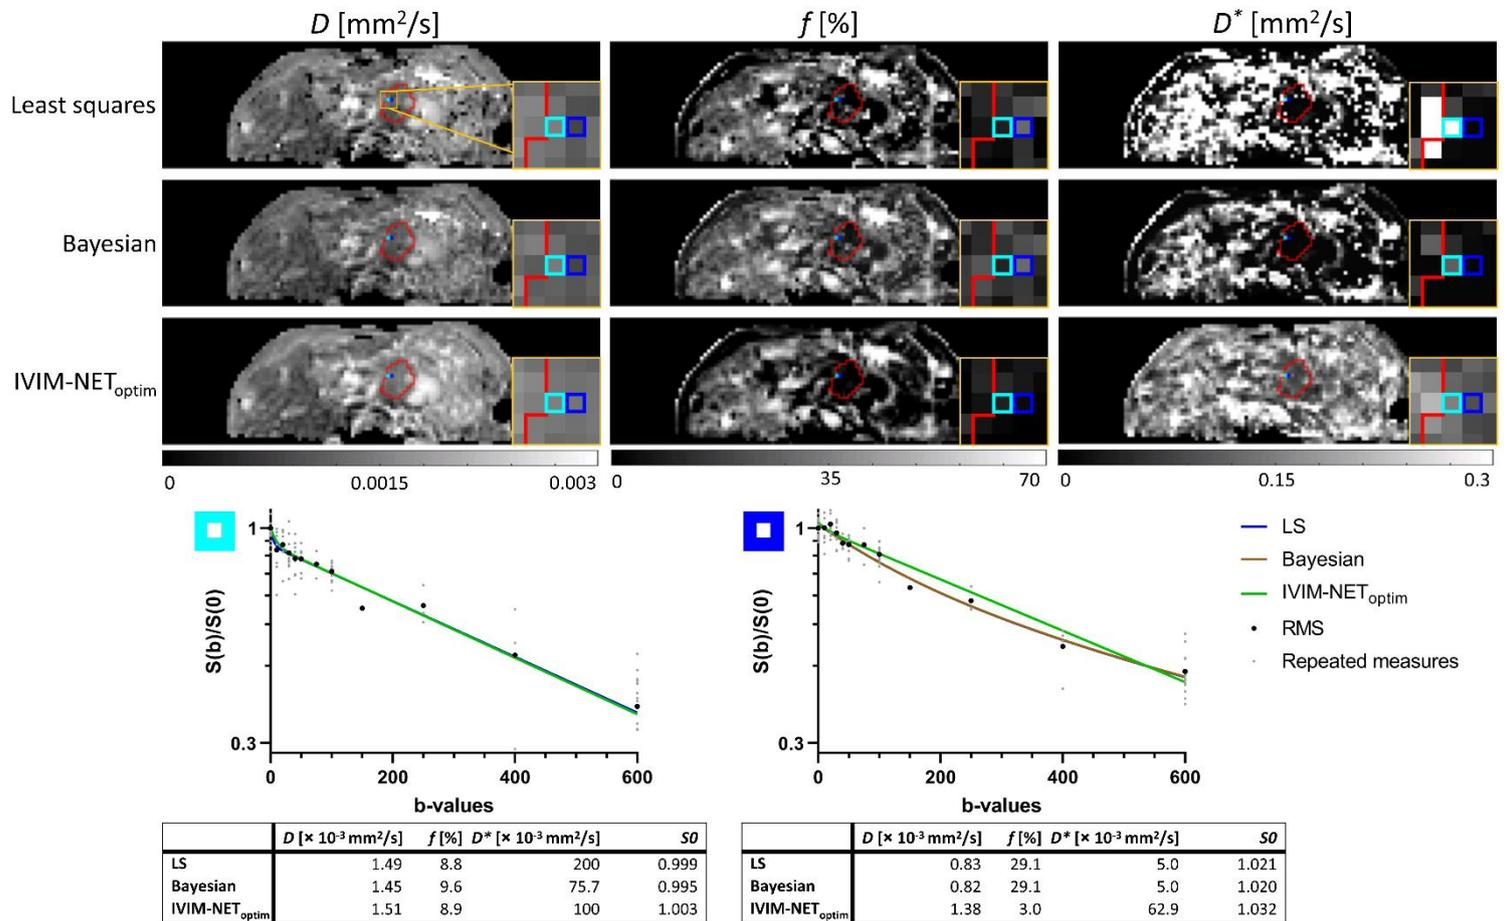 D [mm²/s] f [%] D* [mm²/s]
Least squares
Bayesian
IVIM-NEToptim
0 0.0015 0.003 0 35 70 0 0.15 0.3
1
0.3
S(b)/S(0)
0 200 400 600
b-values
1
0.3
S(b)/S(0)
0 200 400 600
b-values
LS
Bayesian
IVIM-NEToptim
RMS
Repeated measures
D [× 10-3 mm²/s] f [%] D* [× 10-3 mm²/s] S0
LS 1.49 8.8 200 0.999
Bayesian 1.45 9.6 75.7 0.995
IVIM-NEToptim 1.51 8.9 100 1.003
D [× 10-3 mm²/s] f [%] D* [× 10-3 mm²/s] S0
LS 0.83 29.1 5.0 1.021
Bayesian 0.82 29.1 5.0 1.020
IVIM-NEToptim 1.38 3.0 62.9 1.032